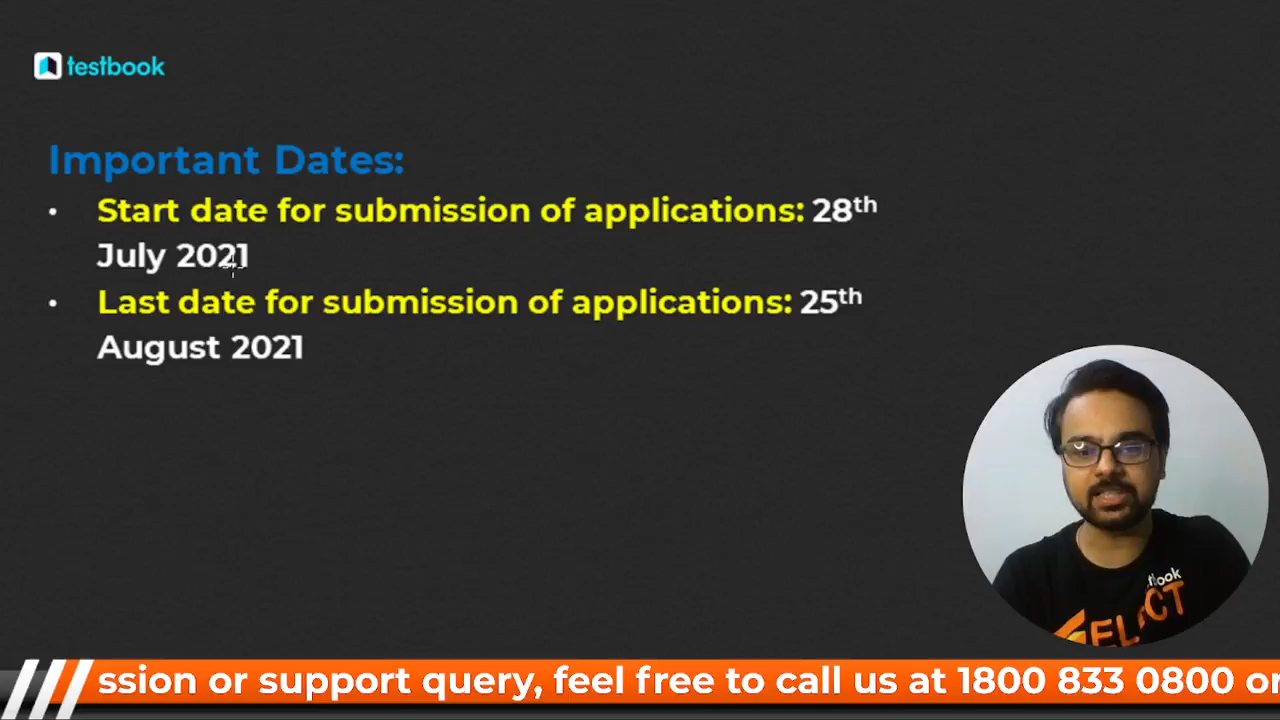 testbook
Important Dates:
• Start date for submission of applications: 28th
July 2021
• Last date for submission of applications: 25th
August 2021
SELECT
ssion or support query, feel free to call us at 1800 833 0800 or